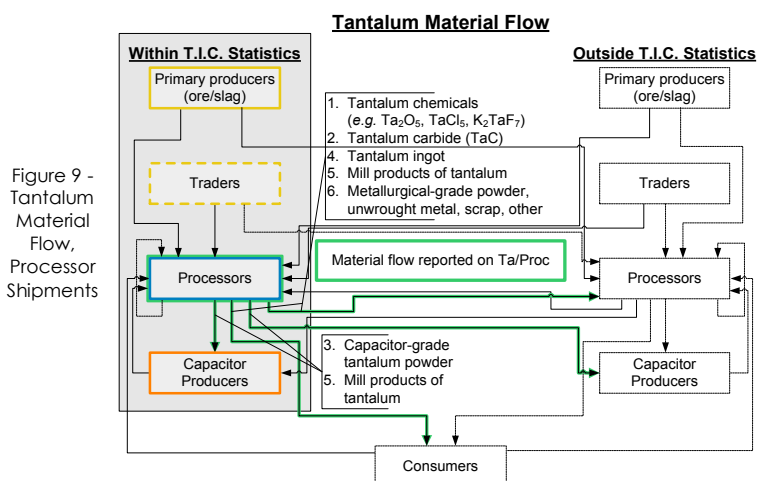 Tantalum Material Flow
Within T.I.C. Statistics
Outside T.I.C. Statistics
Primary producers
(ore/slag)
1. Tantalum chemicals
(e.g. Ta₂O₅, TaCl₅, K₂TaF₇)
2. Tantalum carbide (TaC)
4. Tantalum ingot
5. Mill products of tantalum
6. Metallurgical-grade powder,
unwrought metal, scrap, other
Primary producers
(ore/slag)
Figure 9 -
Tantalum
Material
Flow,
Processor
Shipments
Traders
Traders
Processors
Material flow reported on Ta/Proc
Processors
Capacitor
Producers
3. Capacitor-grade
tantalum powder
5. Mill products of
tantalum
Capacitor
Producers
Consumers